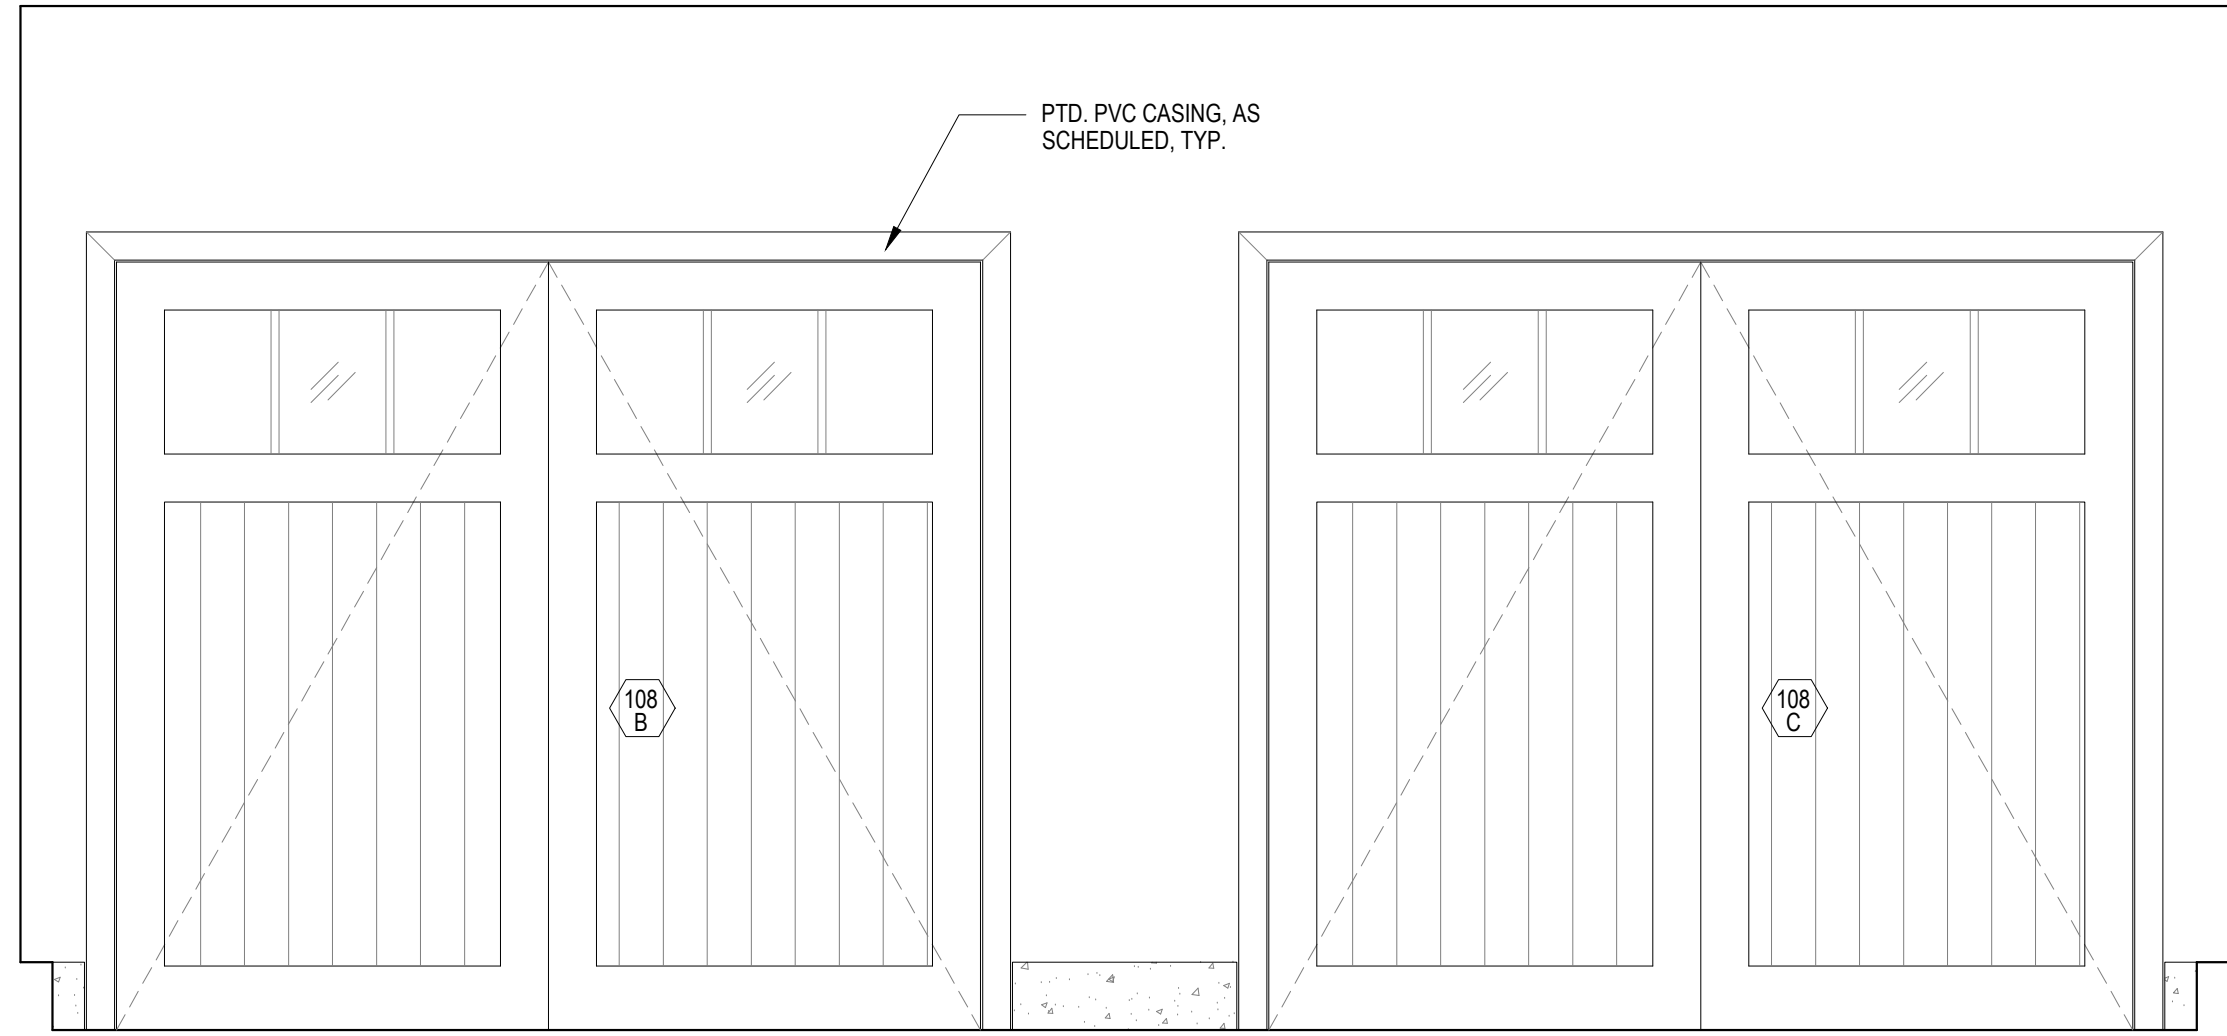 PTD. PVC CASING, AS
SCHEDULED, TYP.
108
B
108
C